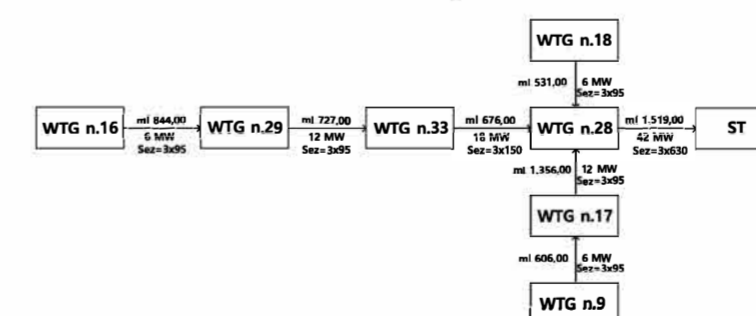 WTG n.18
ml 531,00 6 MW
Sez=3x95
WTG n.16
ml 844,00
6 MW
Sez=3x95
WTG n.29
ml 727,00
12 MW
Sez=3x95
WTG n.33
ml 676,00
18 MW
Sez=3x150
WTG n.28
ml 1.519,00
42 MW
Sez=3x630
ST
ml 1.356,00 12 MW
Sez=3x95
WTG n.17
ml 606,00 6 MW
Sez=3x95
WTG n.9